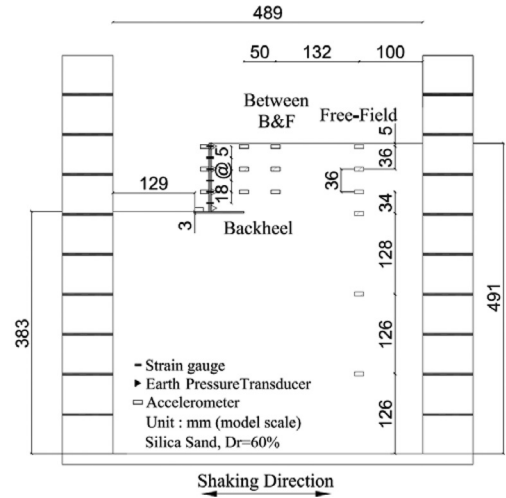 489
50 132 100
Between
B&F
Free-Field
5
36
36
34
18 @ 5
129
3
Backheel
128
383
491
126
126
Strain gauge
Earth PressureTransducer
Accelerometer
Unit : mm (model scale)
Silica Sand, Dr=60%
Shaking Direction